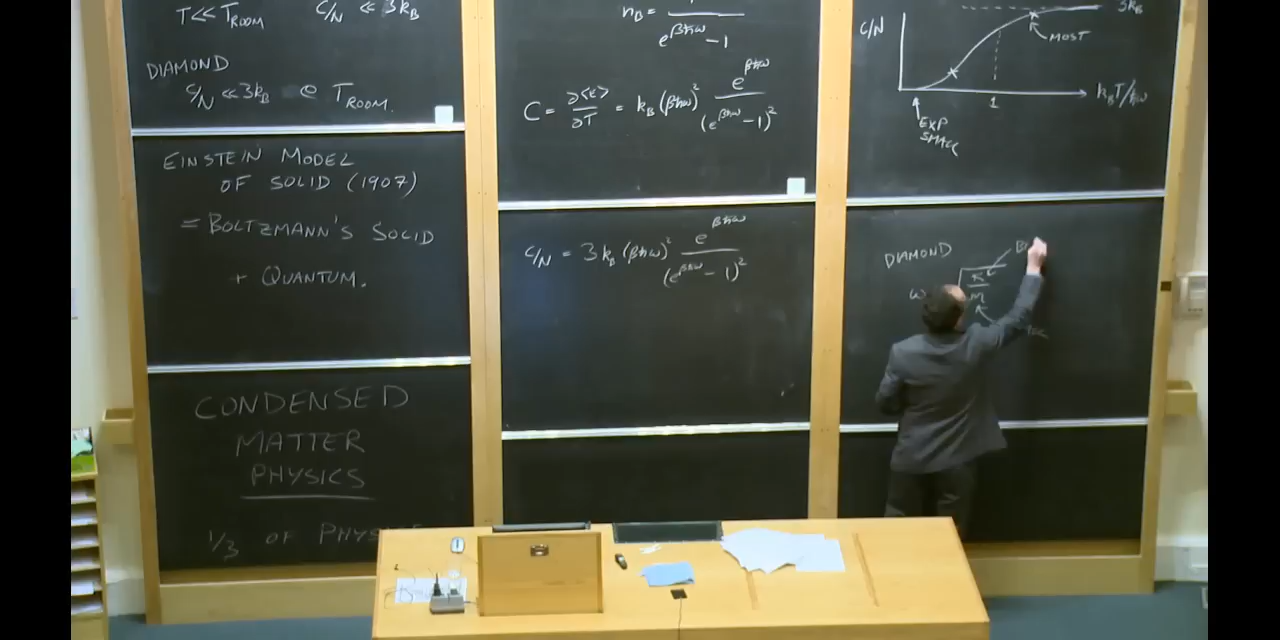 T ≪ T_ROOM C/N ≪ 3k_B
DIAMOND
C/N ≪ 3k_B @ T_ROOM.
EINSTEIN MODEL
OF SOLID (1907)
= BOLTZMANN'S SOLID
+ QUANTUM.
CONDENSED
MATTER
PHYSICS
1/3 OF
n_B = 1/(e^{βħω} - 1)
C = ∂⟨E⟩/∂T = k_B (βħω)² e^{βħω}/(e^{βħω} - 1)²
C/N = 3k_B (βħω)² e^{βħω}/(e^{βħω} - 1)²
3k_B
C/N
MOST
k_BT/ħω
1
EXP
SMALL
DIAMOND
ω
K
m